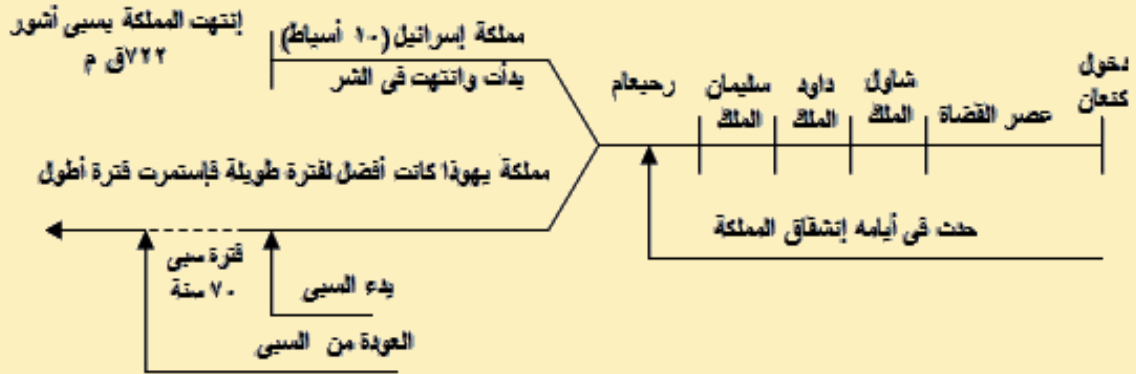 دخول
كنعان
عصر القضاة
شاول
الملك
داود
الملك
سليمان
الملك
رحبعام
حدث فى أيامه إنشقاق المملكة
مملكة إسرائيل (١٠ أسباط)
بدأت وانتهت فى الشر
إنتهت المملكة بسبى أشور
٧٢٢ق م
مملكة يهوذا كانت أفضل لفترة طويلة فإستمرت فترة أطول
فترة سبى
٧٠ سنة
بدء السبى
العودة من السبى